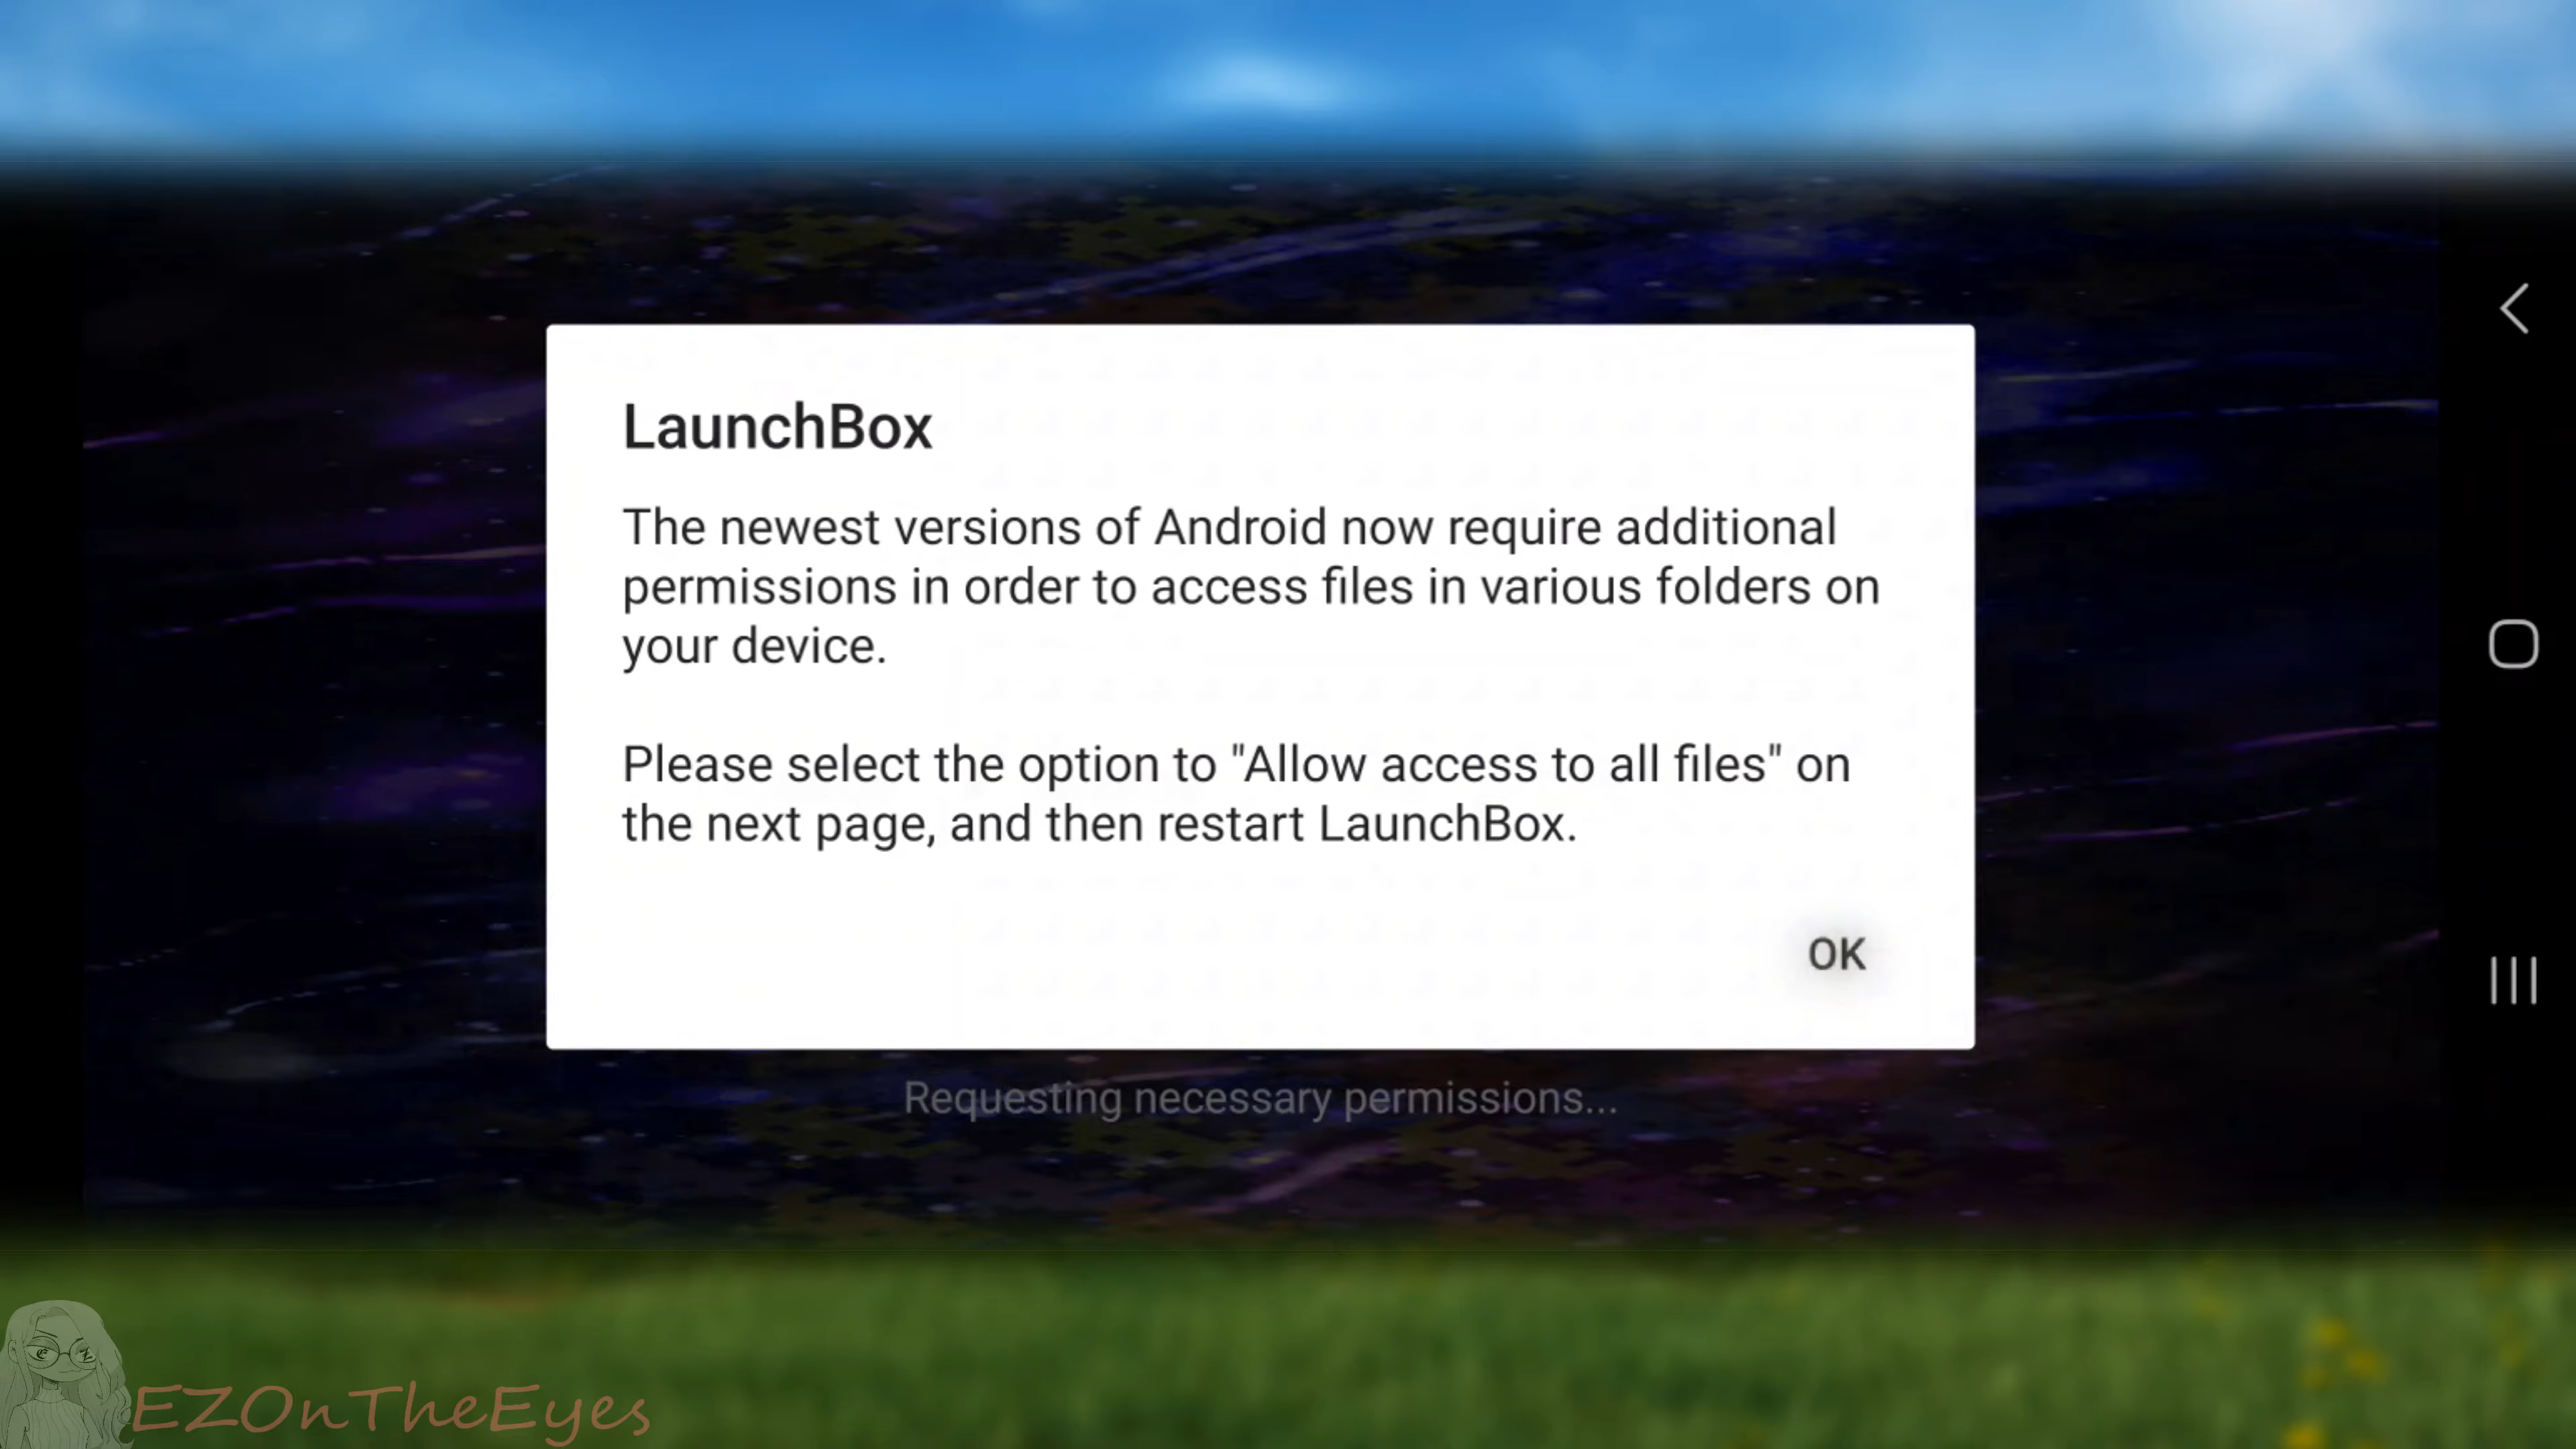 LaunchBox
The newest versions of Android now require additional
permissions in order to access files in various folders on
your device.
Please select the option to "Allow access to all files" on
the next page, and then restart LaunchBox.
OK
Requesting necessary permissions...
EZOnTheEyes